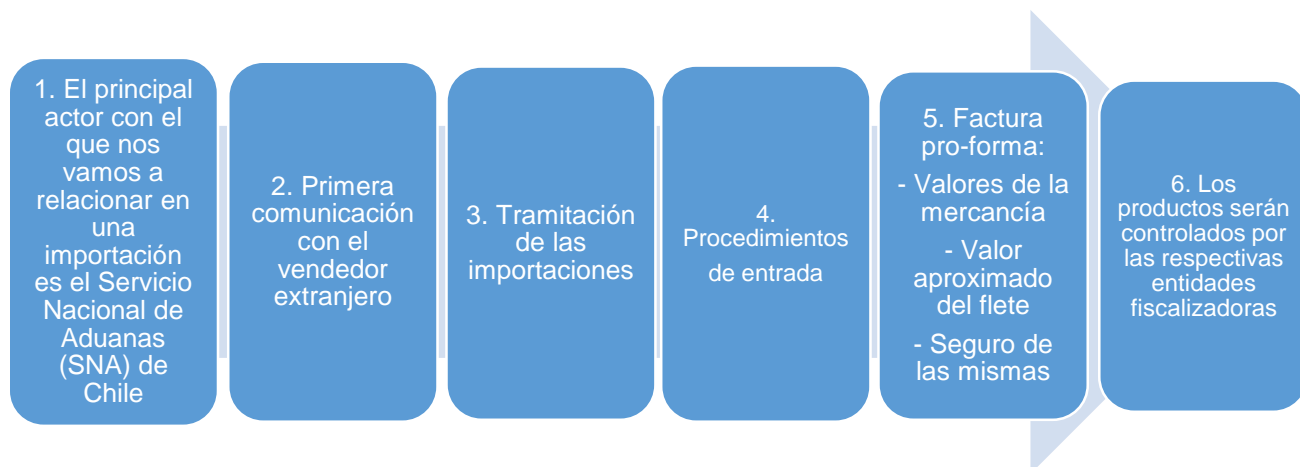 1. El principal
actor con el
que nos
vamos a
relacionar en
una
importación
es el Servicio
Nacional de
Aduanas
(SNA) de
Chile
2. Primera
comunicación
con el
vendedor
extranjero
3. Tramitación
de las
importaciones
4.
Procedimientos
de entrada
5. Factura
pro-forma:
- Valores de la
mercancía
- Valor
aproximado
del flete
- Seguro de
las mismas
6. Los
productos serán
controlados por
las respectivas
entidades
fiscalizadoras